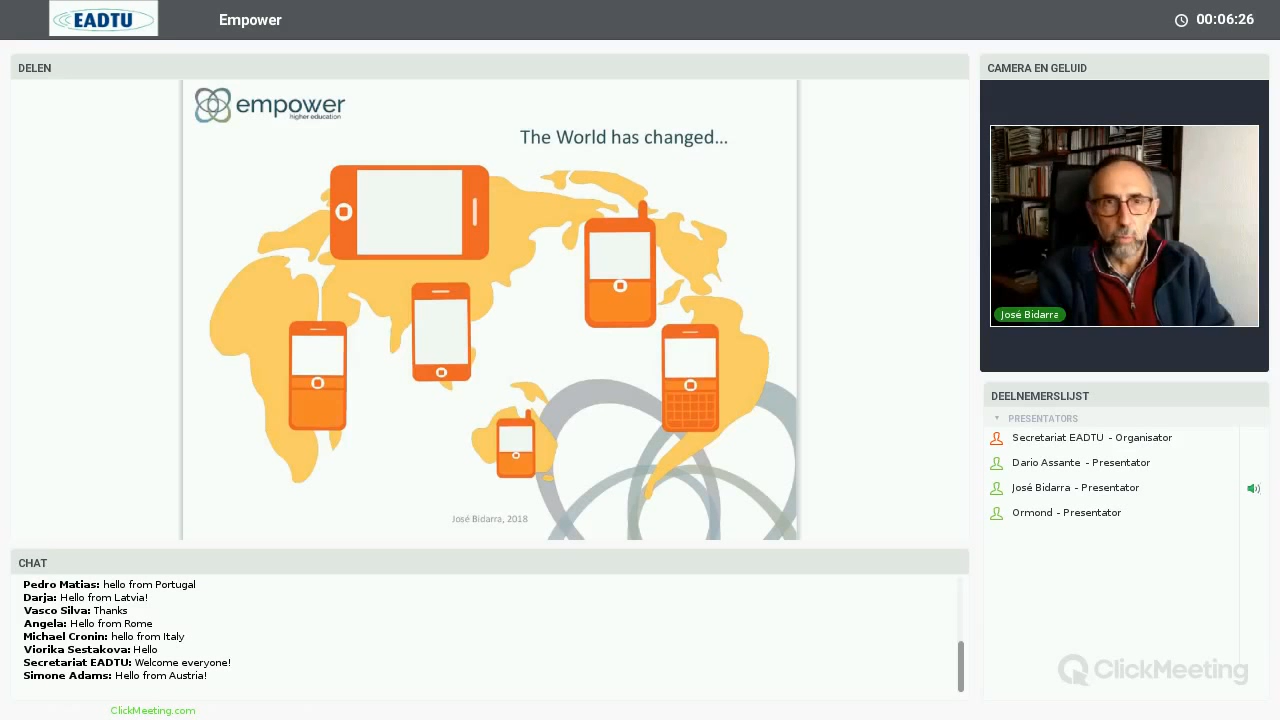 EADTU
Empower
00:06:26
DELEN
empower
higher education
The World has changed...
José Bidarra, 2018
CAMERA EN GELUID
José Bidarra
DEELNEMERSLIJST
PRESENTATORS
Secretariat EADTU - Organisator
Dario Assante - Presentator
José Bidarra - Presentator
Ormond - Presentator
CHAT
Pedro Matias: hello from Portugal
Darja: Hello from Latvia!
Vasco Silva: Thanks
Angela: Hello from Rome
Michael Cronin: hello from Italy
Viorika Sestakova: Hello
Secretariat EADTU: Welcome everyone!
Simone Adams: Hello from Austria!
ClickMeeting
ClickMeeting.com